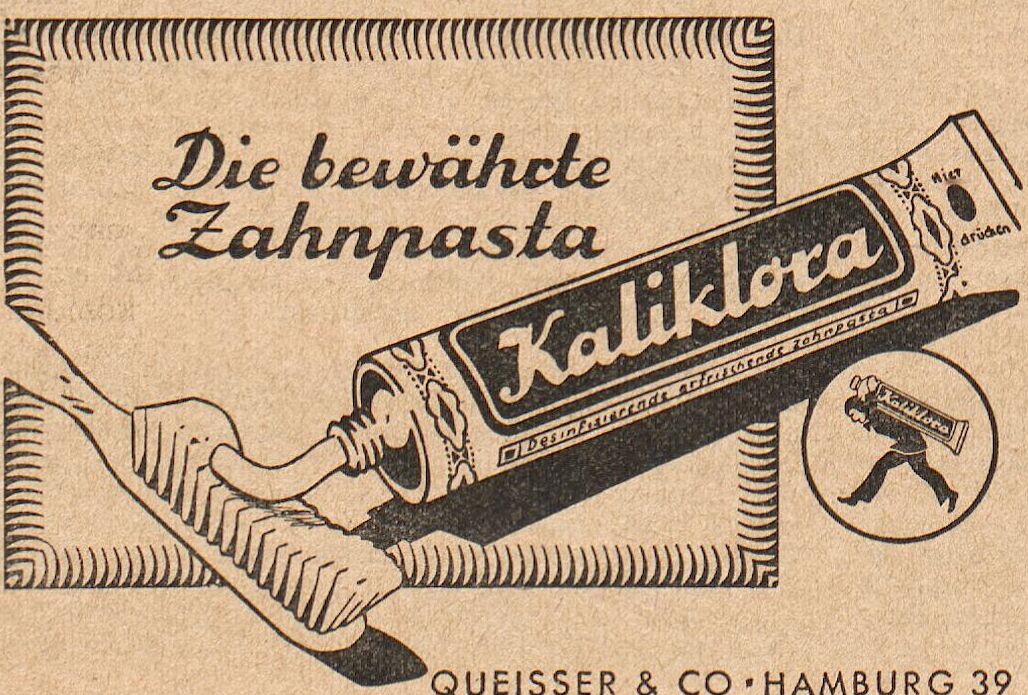 Die bewährte
Zahnpasta
Kaliklora
Desinfizierende erfrischende Zahnpasta
Hier
drücken
Kaliklora
QUEISSER & CO · HAMBURG 39